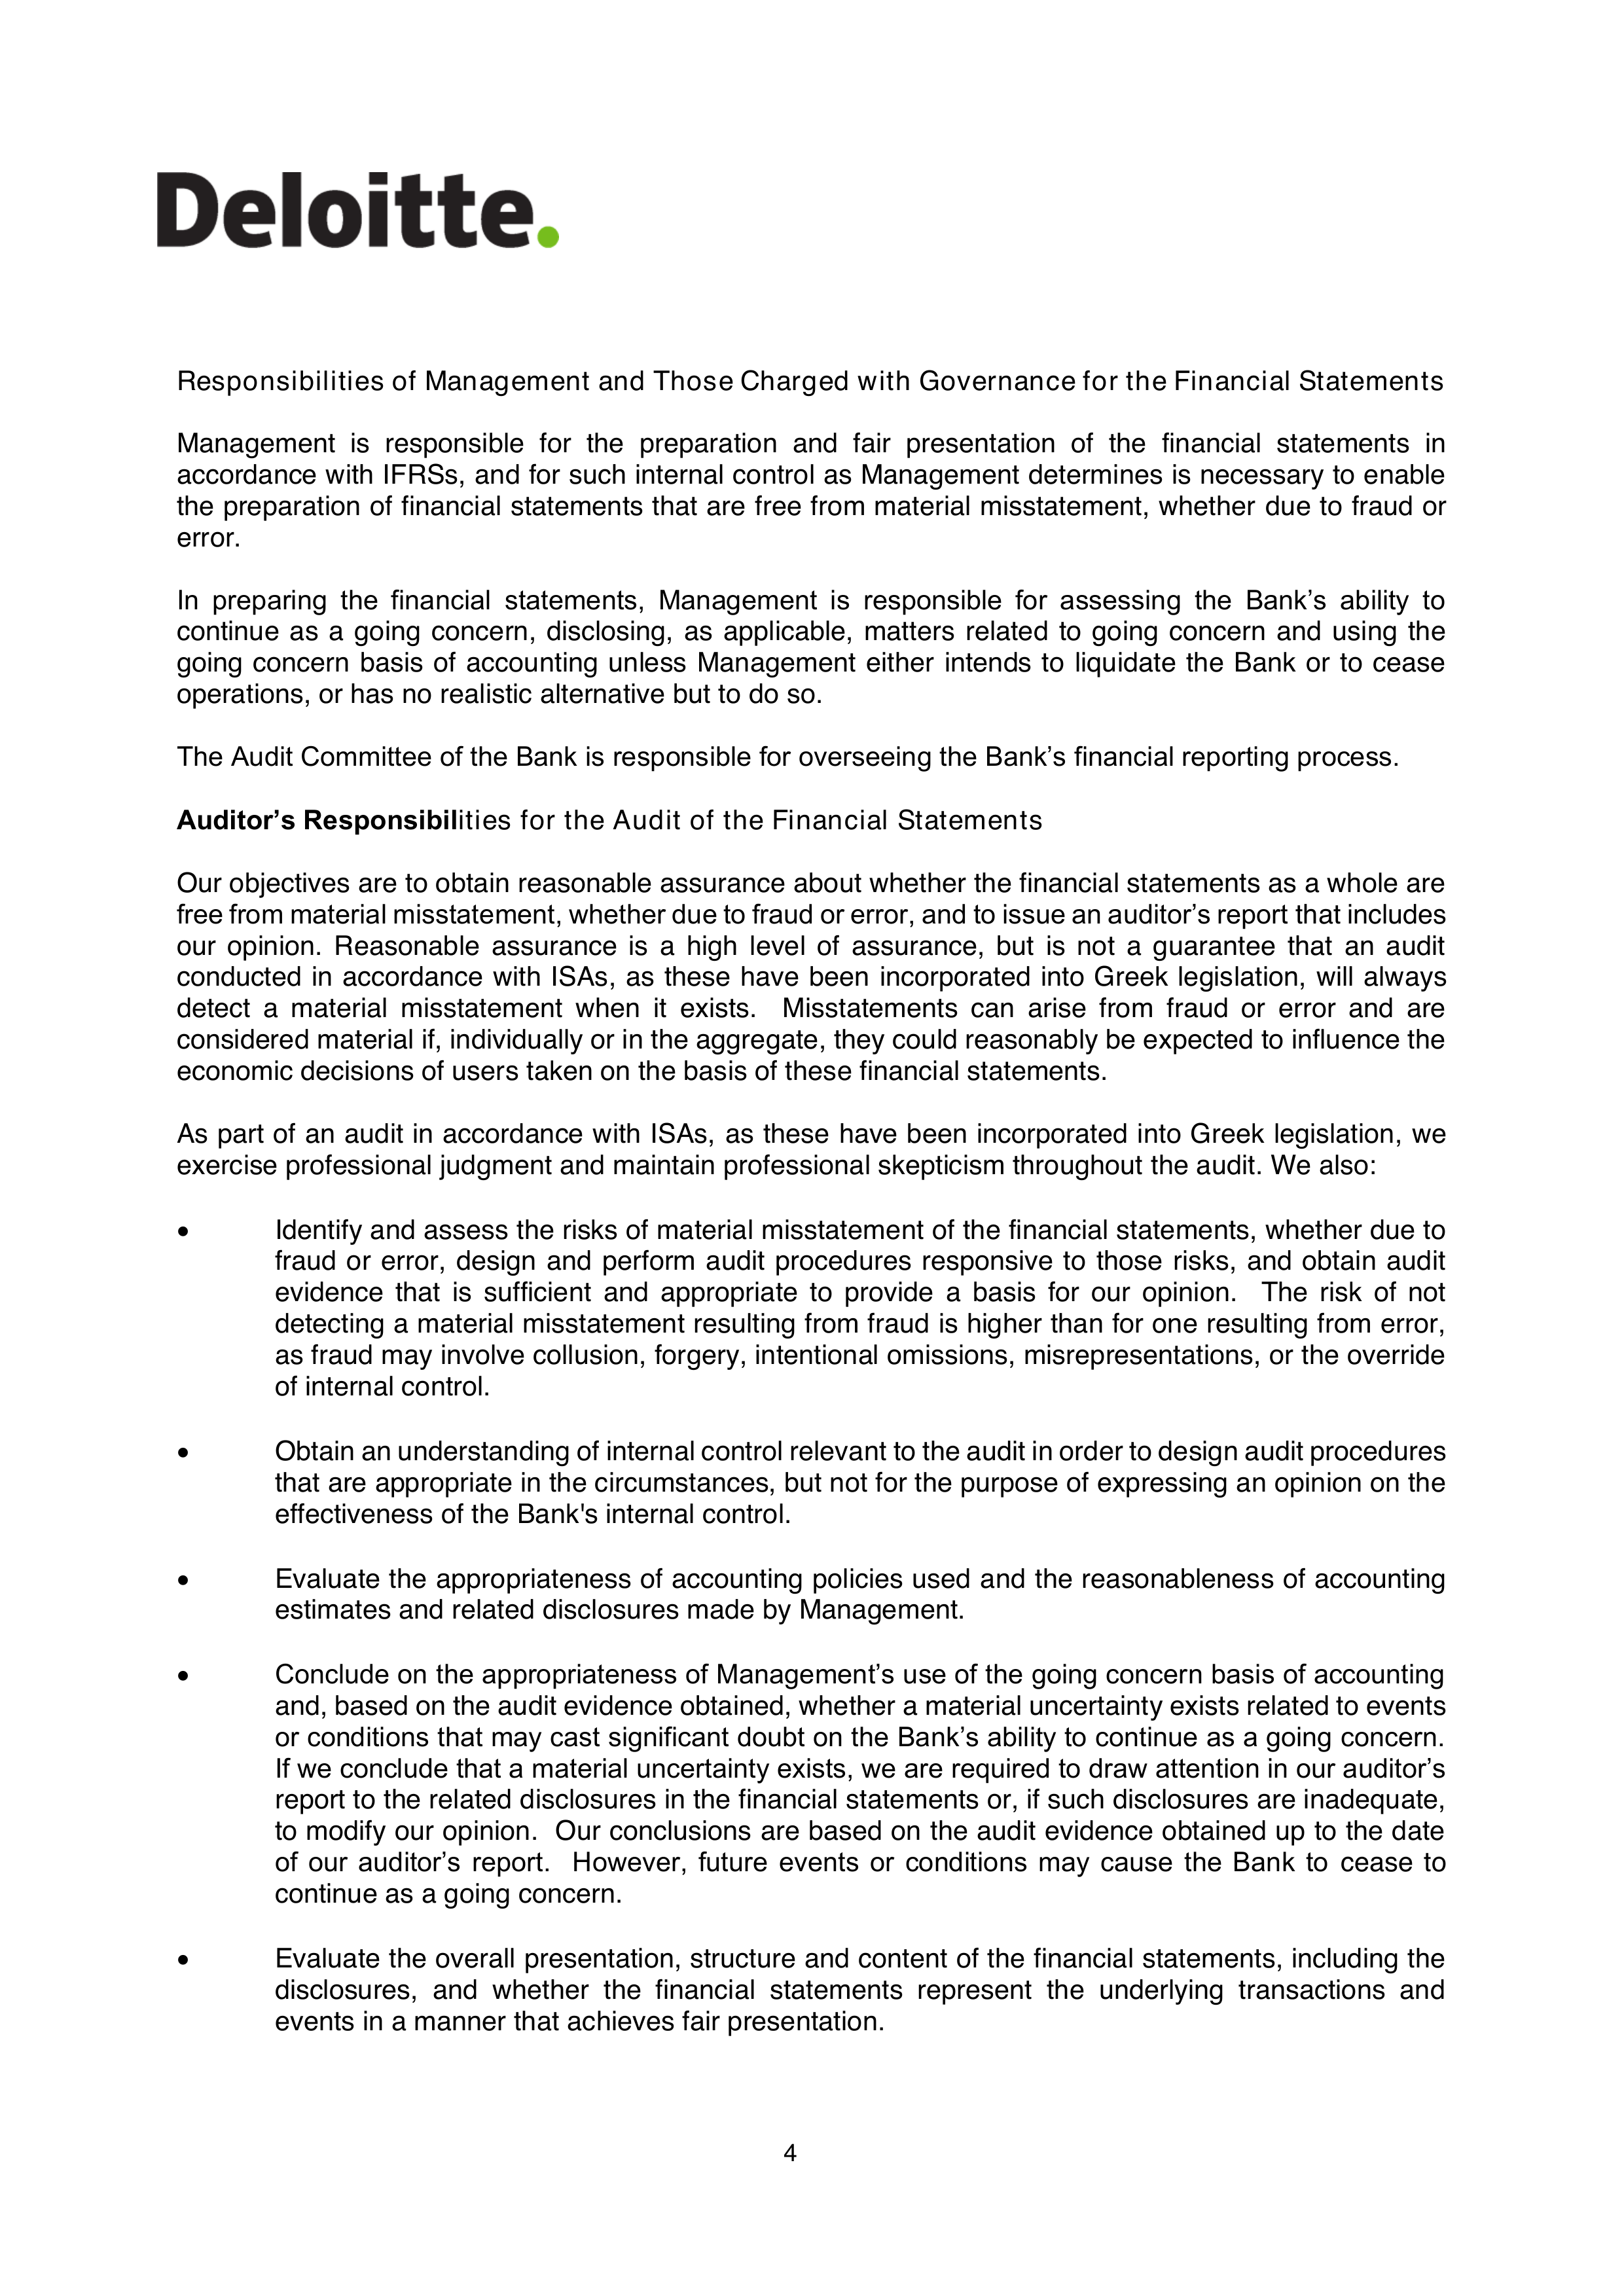 Deloitte.
Responsibilities of Management and Those Charged with Governance for the Financial Statements
Management is responsible for the preparation and fair presentation of the financial statements in
accordance with IFRSs, and for such internal control as Management determines is necessary to enable
the preparation of financial statements that are free from material misstatement, whether due to fraud or
error.
In preparing the financial statements, Management is responsible for assessing the Bank’s ability to
continue as a going concern, disclosing, as applicable, matters related to going concern and using the
going concern basis of accounting unless Management either intends to liquidate the Bank or to cease
operations, or has no realistic alternative but to do so.
The Audit Committee of the Bank is responsible for overseeing the Bank’s financial reporting process.
Auditor’s Responsibilities for the Audit of the Financial Statements
Our objectives are to obtain reasonable assurance about whether the financial statements as a whole are
free from material misstatement, whether due to fraud or error, and to issue an auditor’s report that includes
our opinion. Reasonable assurance is a high level of assurance, but is not a guarantee that an audit
conducted in accordance with ISAs, as these have been incorporated into Greek legislation, will always
detect a material misstatement when it exists.  Misstatements can arise from fraud or error and are
considered material if, individually or in the aggregate, they could reasonably be expected to influence the
economic decisions of users taken on the basis of these financial statements.
As part of an audit in accordance with ISAs, as these have been incorporated into Greek legislation, we
exercise professional judgment and maintain professional skepticism throughout the audit. We also:
• Identify and assess the risks of material misstatement of the financial statements, whether due to
fraud or error, design and perform audit procedures responsive to those risks, and obtain audit
evidence that is sufficient and appropriate to provide a basis for our opinion.  The risk of not
detecting a material misstatement resulting from fraud is higher than for one resulting from error,
as fraud may involve collusion, forgery, intentional omissions, misrepresentations, or the override
of internal control.
• Obtain an understanding of internal control relevant to the audit in order to design audit procedures
that are appropriate in the circumstances, but not for the purpose of expressing an opinion on the
effectiveness of the Bank's internal control.
• Evaluate the appropriateness of accounting policies used and the reasonableness of accounting
estimates and related disclosures made by Management.
• Conclude on the appropriateness of Management’s use of the going concern basis of accounting
and, based on the audit evidence obtained, whether a material uncertainty exists related to events
or conditions that may cast significant doubt on the Bank’s ability to continue as a going concern.
If we conclude that a material uncertainty exists, we are required to draw attention in our auditor’s
report to the related disclosures in the financial statements or, if such disclosures are inadequate,
to modify our opinion.  Our conclusions are based on the audit evidence obtained up to the date
of our auditor’s report.  However, future events or conditions may cause the Bank to cease to
continue as a going concern.
• Evaluate the overall presentation, structure and content of the financial statements, including the
disclosures, and whether the financial statements represent the underlying transactions and
events in a manner that achieves fair presentation.
4